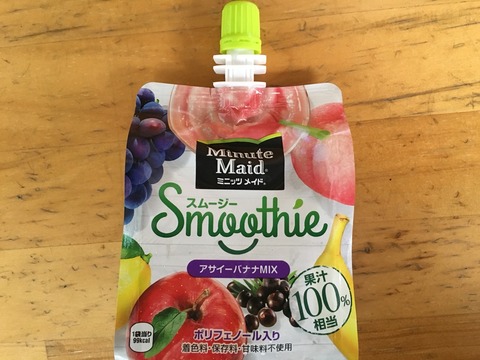 Minute
Maid®
ミニッツ メイド®
スムージー
Smoothie
アサイーバナナMIX
果汁
100%
相当
1袋当り
99kcal
ポリフェノール入り
着色料・保存料・甘味料不使用